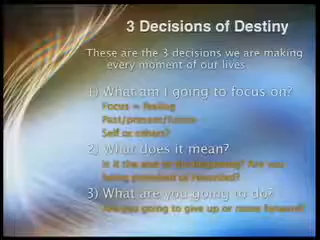 3 Decisions of Destiny
These are the 3 decisions we are making
every moment of our lives
1) What am I going to focus on?
Focus = feeling
Past/present/future
Self or others?
2) What does it mean?
Is it the end or the beginning? Are you
being punished or rewarded?
3) What are you going to do?
Are you going to give up or move forward?